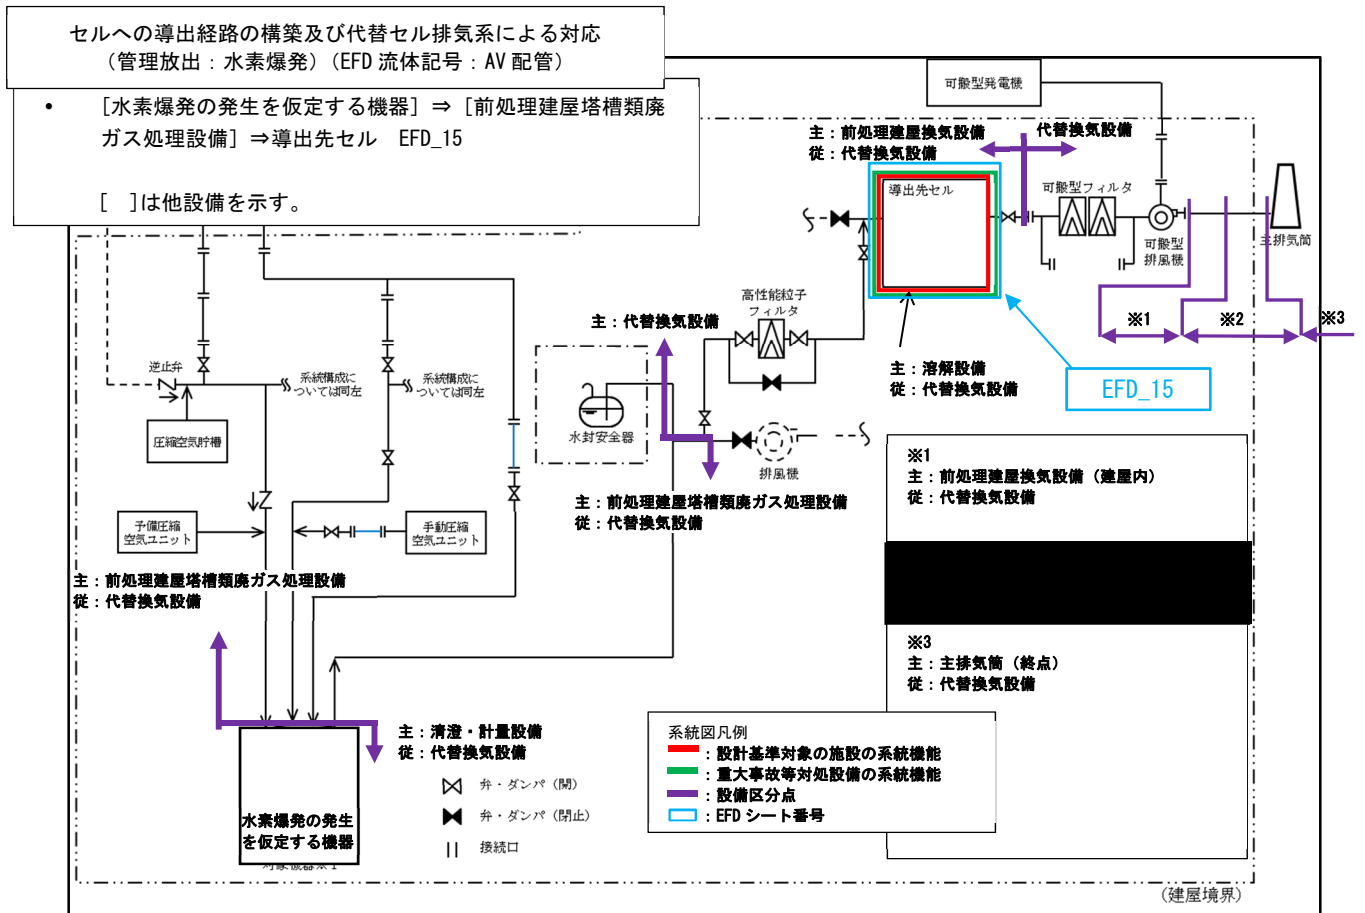 セルへの導出経路の構築及び代替セル排気系による対応
（管理放出：水素爆発）（EFD 流体記号：AV 配管）
• ［水素爆発の発生を仮定する機器］⇒［前処理建屋塔槽類廃
ガス処理設備］⇒導出先セル　EFD_15
［　］は他設備を示す。
可搬型発電機
主：前処理建屋換気設備
従：代替換気設備
代替換気設備
導出先セル
可搬型フィルタ
可搬型
排風機
主排気筒
※1
※2
※3
高性能粒子
フィルタ
主：代替換気設備
主：溶解設備
従：代替換気設備
EFD_15
逆止弁
系統構成に
ついては同左
系統構成に
ついては同左
圧縮空気貯槽
水封安全器
排風機
主：前処理建屋塔槽類廃ガス処理設備
従：代替換気設備
予備圧縮
空気ユニット
手動圧縮
空気ユニット
主：前処理建屋塔槽類廃ガス処理設備
従：代替換気設備
※1
主：前処理建屋換気設備（建屋内）
従：代替換気設備
※3
主：主排気筒（終点）
従：代替換気設備
主：清澄・計量設備
従：代替換気設備
水素爆発の発生
を仮定する機器
弁・ダンパ（開）
弁・ダンパ（閉止）
接続口
系統図凡例
：設計基準対象の施設の系統機能
：重大事故等対処設備の系統機能
：設備区分点
：EFD シート番号
（建屋境界）